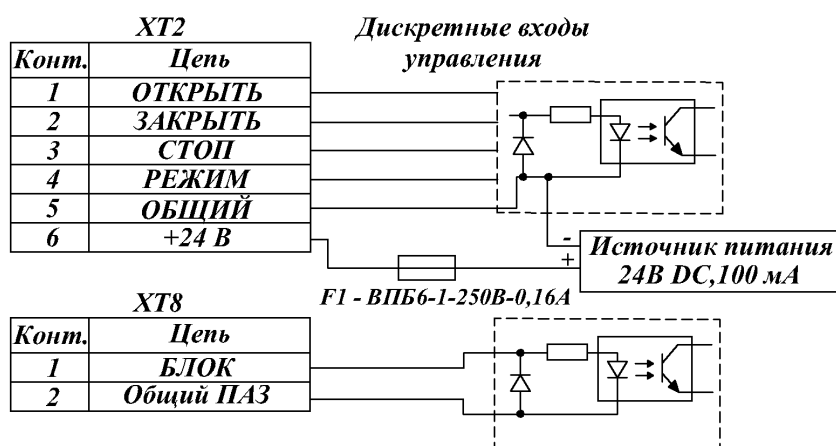 XT2
Дискретные входы
управления
Конт. Цепь
1 ОТКРЫТЬ
2 ЗАКРЫТЬ
3 СТОП
4 РЕЖИМ
5 ОБЩИЙ
6 +24 В
-
+
Источник питания
24В DC,100 мА
F1 - ВПБ6-1-250В-0,16А
XT8
Конт. Цепь
1 БЛОК
2 Общий ПАЗ